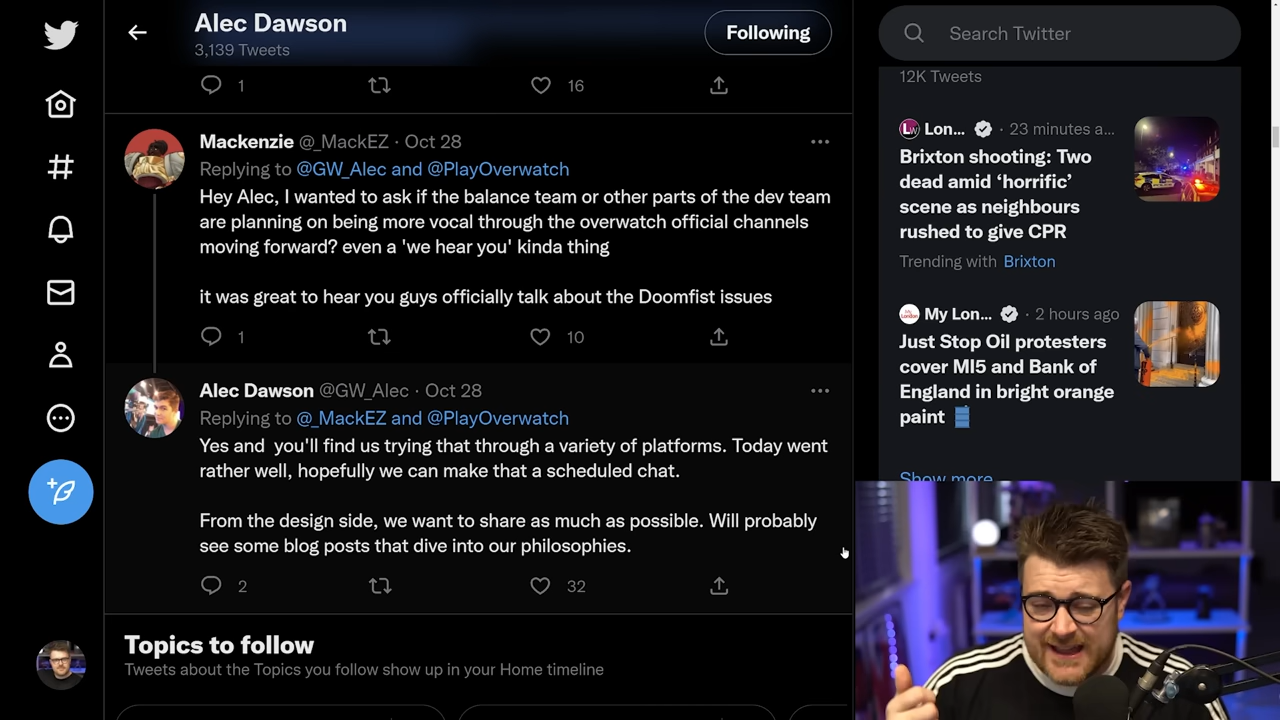 Alec Dawson
3,139 Tweets
Following
Search Twitter
1
16
12K Tweets
Mackenzie @_MackEZ · Oct 28
Replying to @GW_Alec and @PlayOverwatch
Hey Alec, I wanted to ask if the balance team or other parts of the dev team
are planning on being more vocal through the overwatch official channels
moving forward? even a 'we hear you' kinda thing
it was great to hear you guys officially talk about the Doomfist issues
1
10
Alec Dawson @GW_Alec · Oct 28
Replying to @_MackEZ and @PlayOverwatch
Yes and you'll find us trying that through a variety of platforms. Today went
rather well, hopefully we can make that a scheduled chat.
From the design side, we want to share as much as possible. Will probably
see some blog posts that dive into our philosophies.
2
32
Topics to follow
Tweets about the Topics you follow show up in your Home timeline
Lon... · 23 minutes a...
Brixton shooting: Two
dead amid ‘horrific’
scene as neighbours
rushed to give CPR
Trending with Brixton
My Lon... · 2 hours ago
Just Stop Oil protesters
cover MI5 and Bank of
England in bright orange
paint
Show more